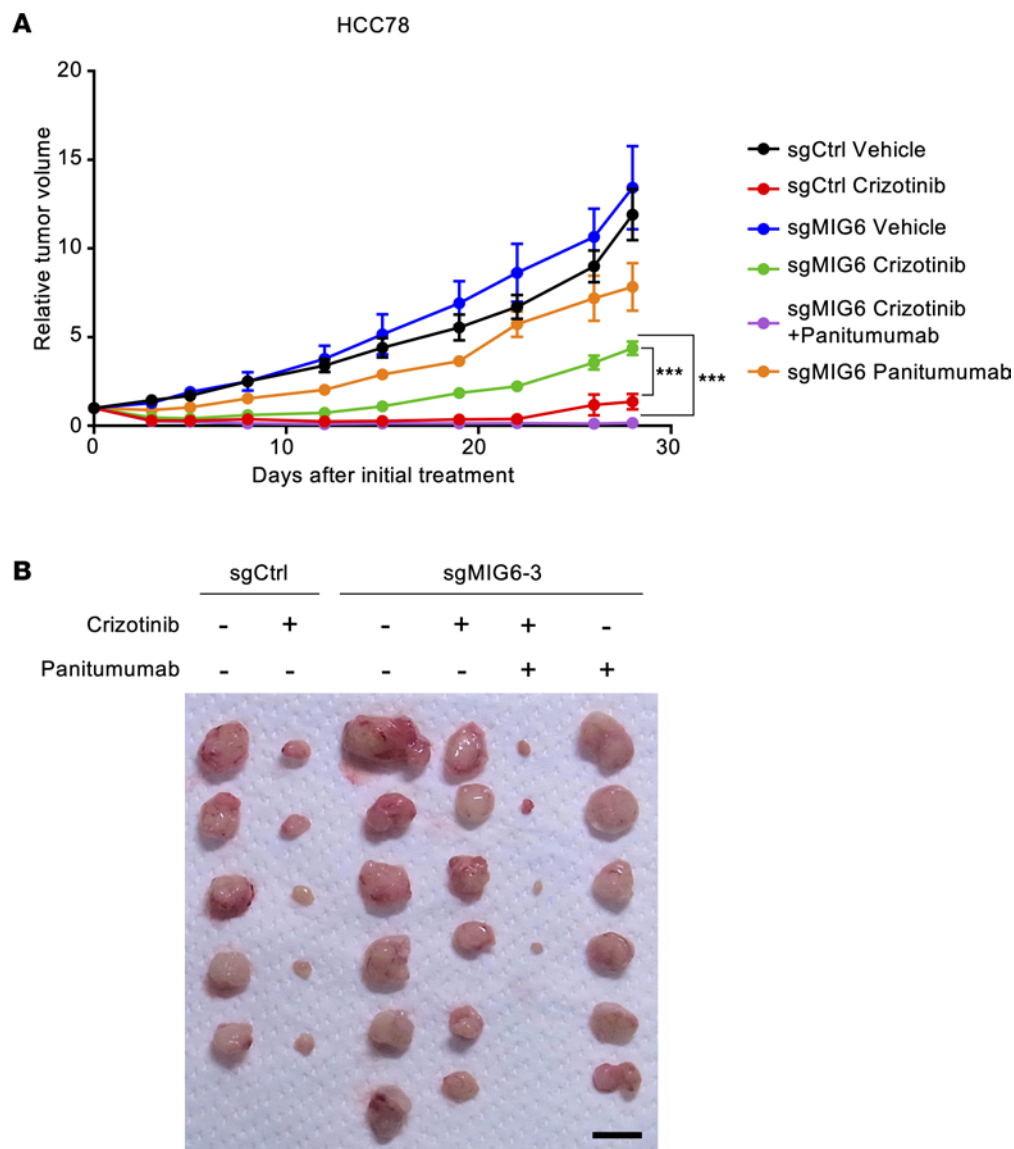 A
HCC78
20
15
10
5
0
Relative tumor volume
0 10 20 30
Days after initial treatment
*** ***
sgCtrl Vehicle
sgCtrl Crizotinib
sgMIG6 Vehicle
sgMIG6 Crizotinib
sgMIG6 Crizotinib
+Panitumumab
sgMIG6 Panitumumab
B
sgCtrl sgMIG6-3
Crizotinib - + - + + -
Panitumumab - - - - + +